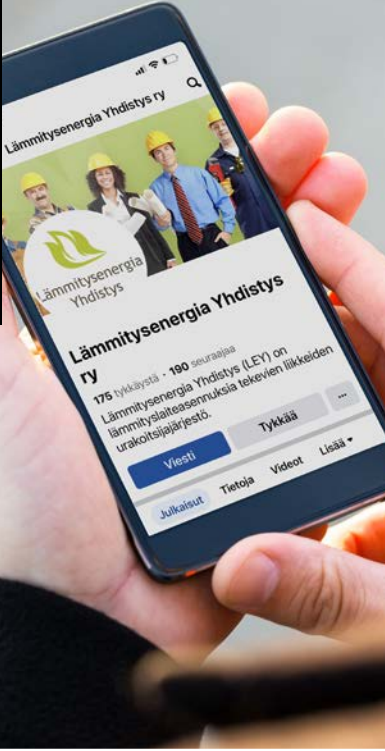 Lämmitysenergia Yhdistys ry
Lämmitysenergia
Yhdistys
Lämmitysenergia Yhdistys
ry
175 tykkäystä · 190 seuraajaa
Lämmitysenergia Yhdistys (LEY) on
lämmityslaiteasennuksia tekevien liikkeiden
urakoitsijajärjestö.
Viesti
Tykkää
Julkaisut Tietoja Videot Lisää